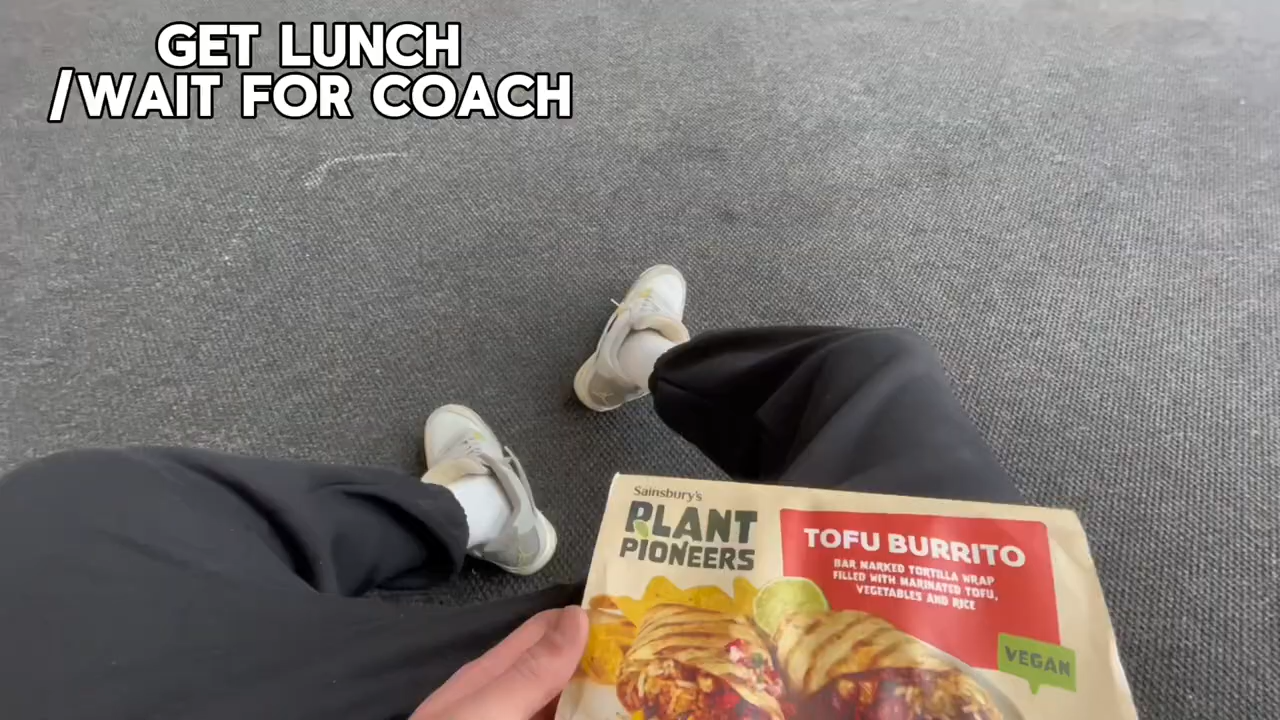 GET LUNCH
/WAIT FOR COACH
Sainsbury's
PLANT
PIONEERS
TOFU BURRITO
BAR MARKED TORTILLA WRAP
FILLED WITH MARINATED TOFU,
VEGETABLES AND RICE
VEGAN